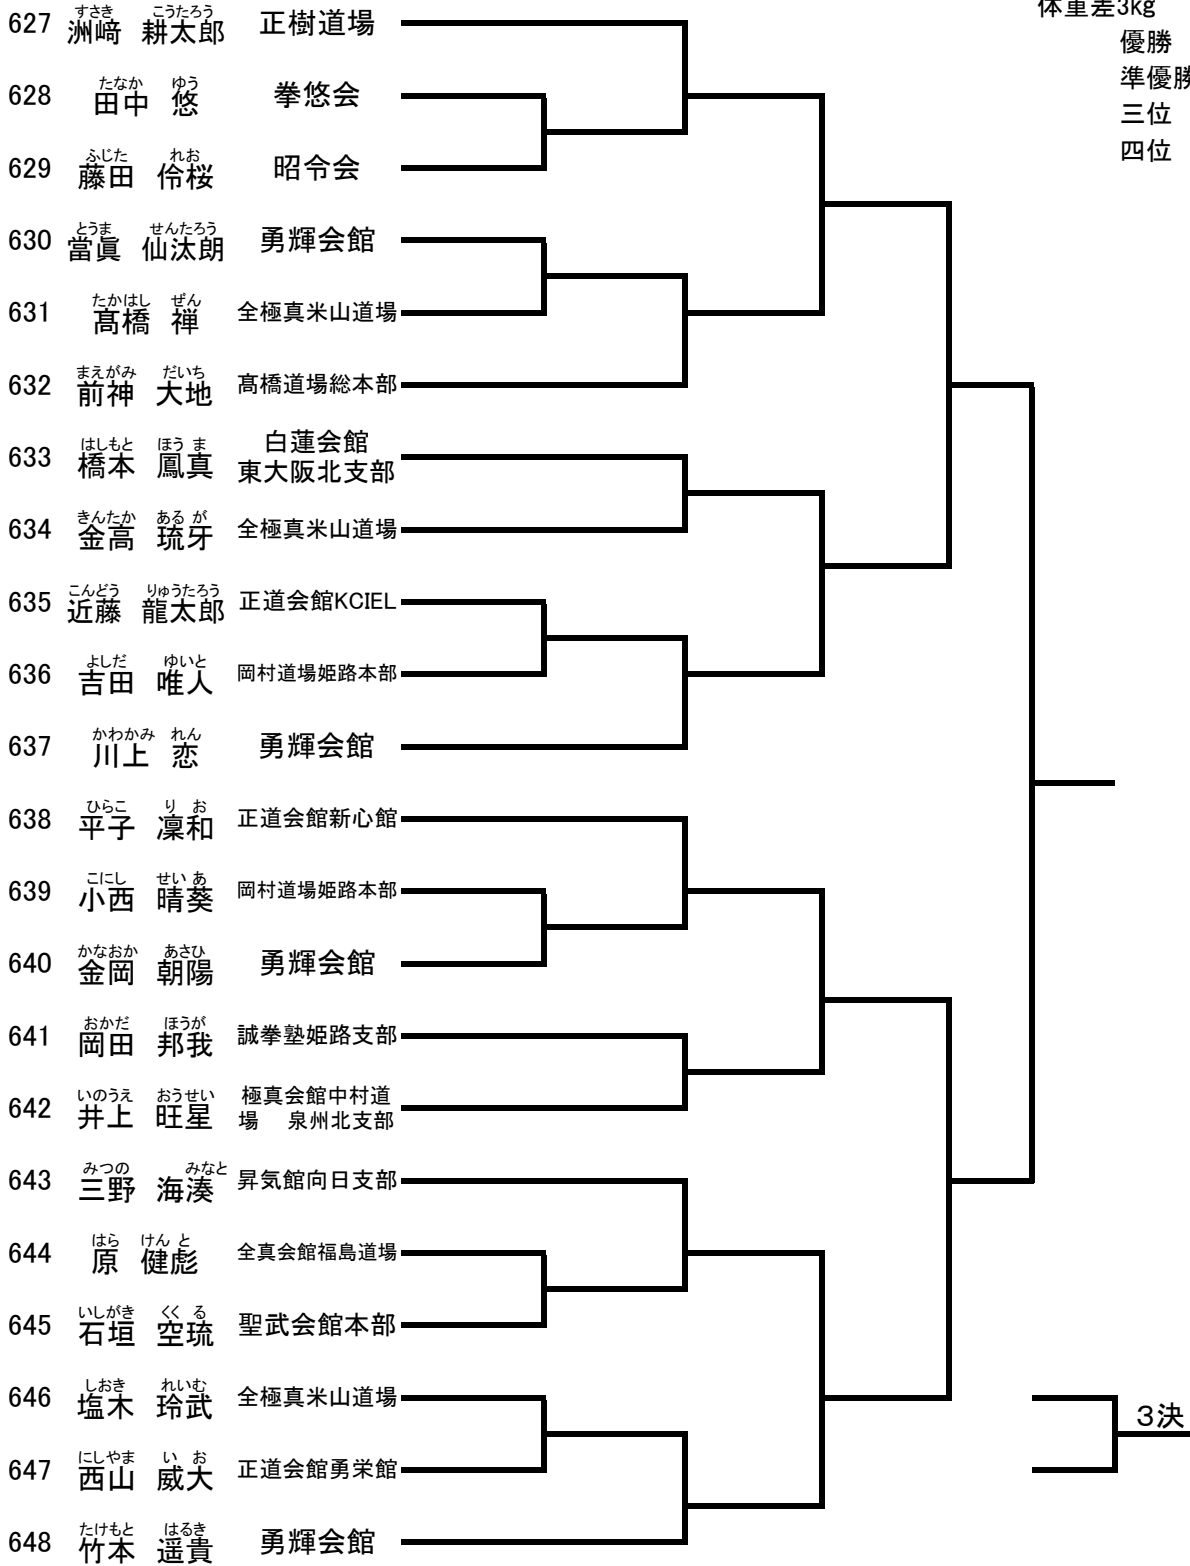 体重差3kg
優勝
準優勝
三位
四位
すさき こうたろう
627 洲﨑 耕太郎 正樹道場
たなか ゆう
628 田中 悠 拳悠会
ふじた れお
629 藤田 伶桜 昭令会
とうま せんたろう
630 當眞 仙汰朗 勇輝会館
たかはし ぜん
631 髙橋 禅 全極真米山道場
まえがみ だいち
632 前神 大地 髙橋道場総本部
はしもと ほうま
633 橋本 鳳真 白蓮会館
東大阪北支部
きんたか あるが
634 金高 琉牙 全極真米山道場
こんどう りゅうたろう
635 近藤 龍太郎 正道会館KCIEL
よしだ ゆいと
636 吉田 唯人 岡村道場姫路本部
かわかみ れん
637 川上 恋 勇輝会館
ひらこ りお
638 平子 凜和 正道会館新心館
こにし せいあ
639 小西 晴葵 岡村道場姫路本部
かなおか あさひ
640 金岡 朝陽 勇輝会館
おかだ ほうが
641 岡田 邦我 誠拳塾姫路支部
いのうえ おうせい
642 井上 旺星 極真会館中村道
場 泉州北支部
みつの みなと
643 三野 海湊 昇気館向日支部
はら けんと
644 原 健彪 全真会館福島道場
いしがき くくる
645 石垣 空琉 聖武会館本部
しおき れいむ
646 塩木 玲武 全極真米山道場
３決
にしやま いお
647 西山 威大 正道会館勇栄館
たけもと はるき
648 竹本 遥貴 勇輝会館